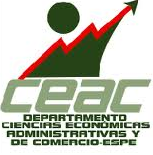 ceac
DEPARTAMENTO
CIENCIAS ECONÓMICAS
ADMINISTRATIVAS Y
DE COMERCIO-ESPE